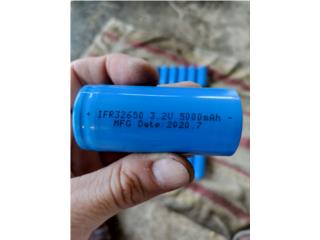 + IFR32650 3.2V 5000mAh -
MFG Date:2020.7